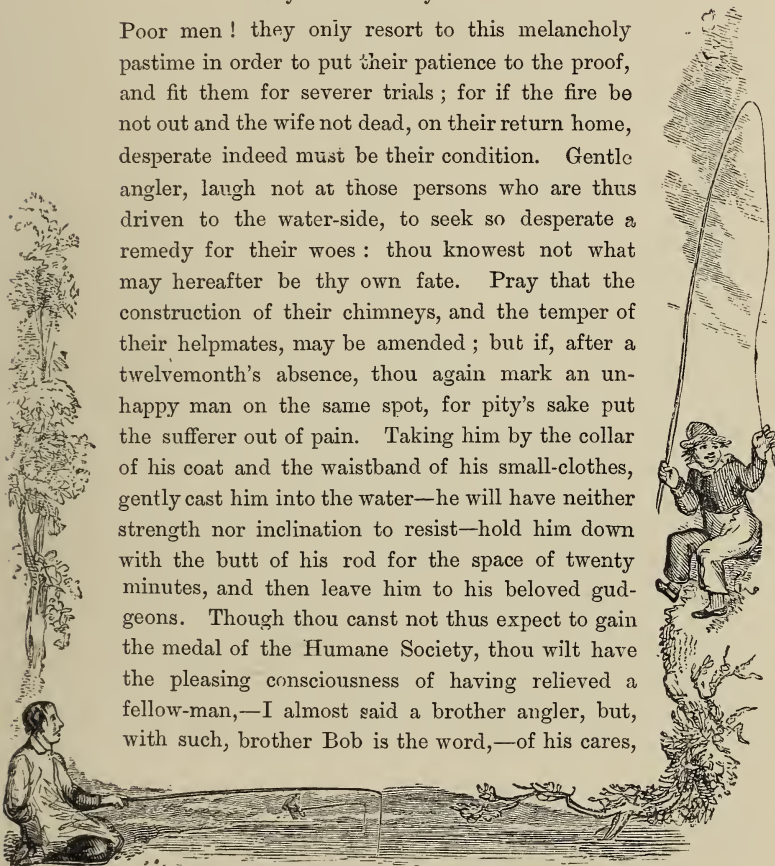 Poor men ! they only resort to this melancholy
pastime in order to put their patience to the proof,
and fit them for severer trials ; for if the fire be
not out and the wife not dead, on their return home,
desperate indeed must be their condition. Gentle
angler, laugh not at those persons who are thus
driven to the water-side, to seek so desperate a
remedy for their woes : thou knowest not what
may hereafter be thy own fate. Pray that the
construction of their chimneys, and the temper of
their helpmates, may be amended ; but if, after a
twelvemonth's absence, thou again mark an un-
happy man on the same spot, for pity's sake put
the sufferer out of pain. Taking him by the collar
of his coat and the waistband of his small-clothes,
gently cast him into the water—he will have neither
strength nor inclination to resist—hold him down
with the butt of his rod for the space of twenty
minutes, and then leave him to his beloved gud-
geons. Though thou canst not thus expect to gain
the medal of the Humane Society, thou wilt have
the pleasing consciousness of having relieved a
fellow-man,—I almost said a brother angler, but,
with such, brother Bob is the word,—of his cares,